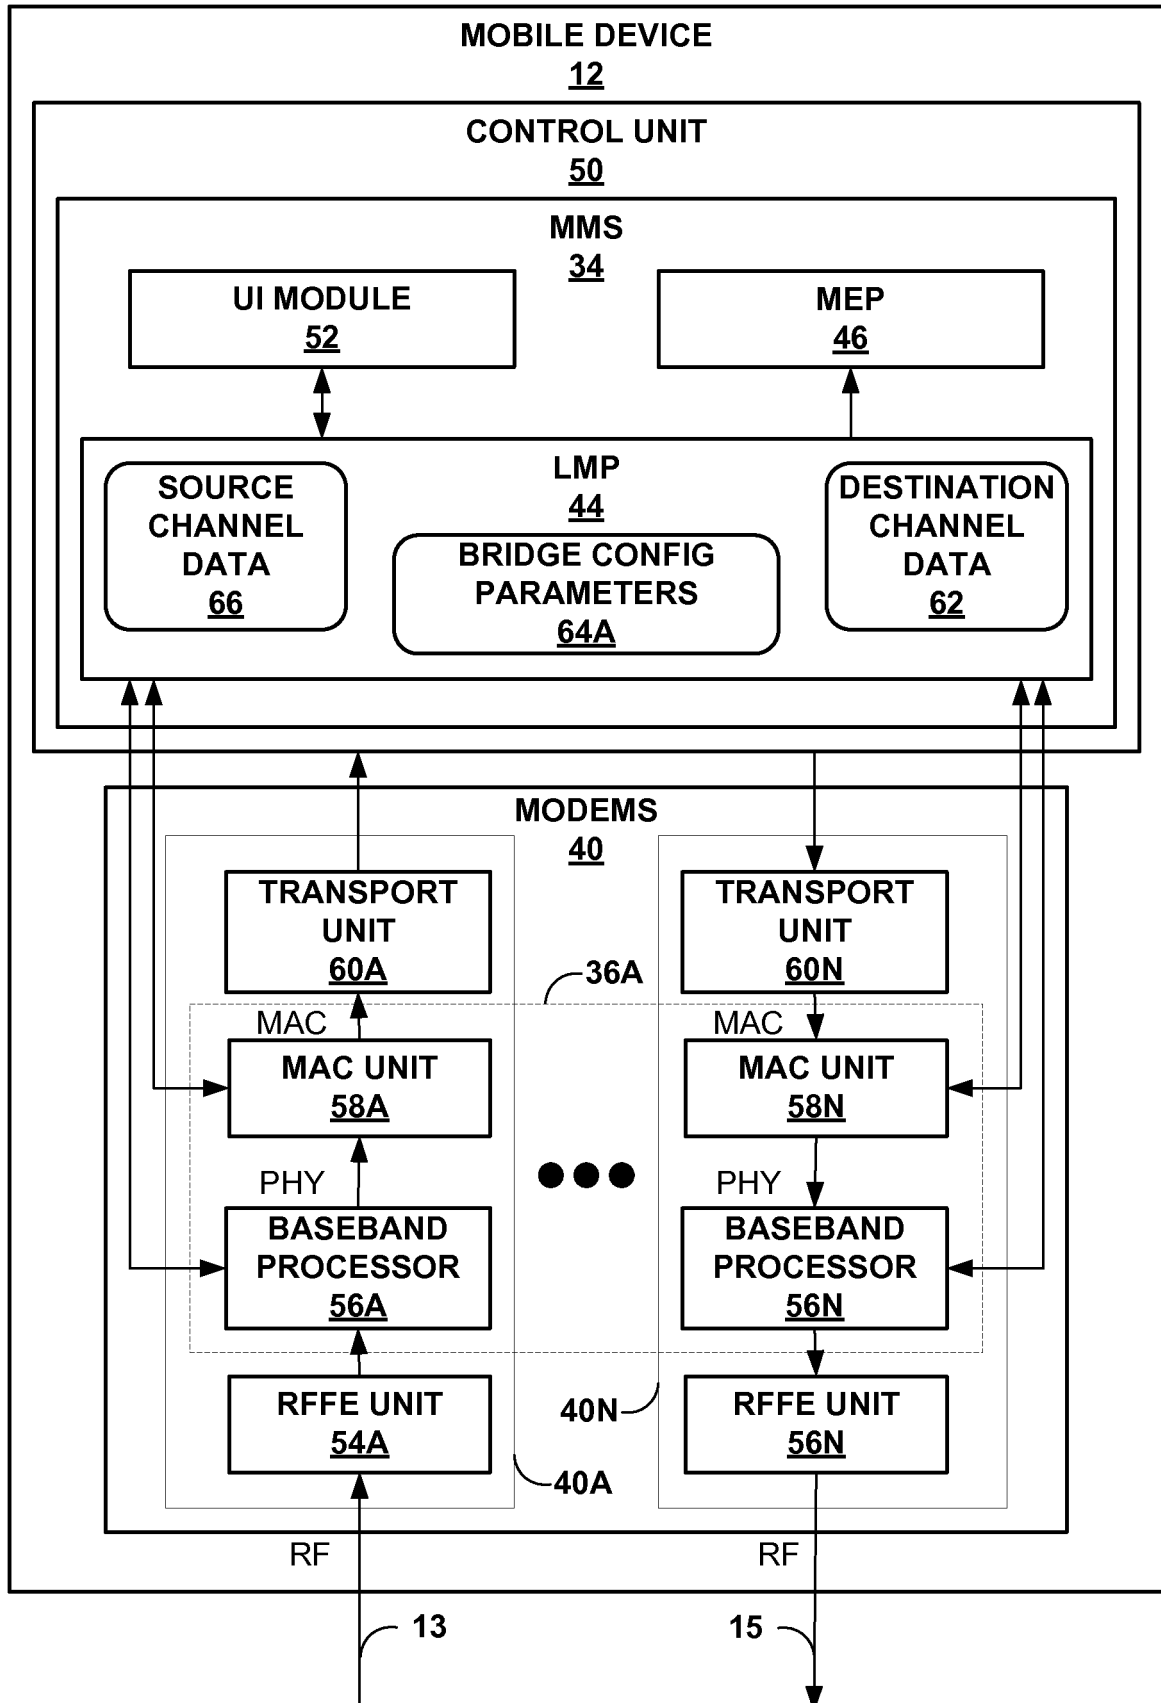 MOBILE DEVICE
12
CONTROL UNIT
50
MMS
34
UI MODULE
52
MEP
46
LMP
44
SOURCE
CHANNEL
DATA
66
BRIDGE CONFIG
PARAMETERS
64A
DESTINATION
CHANNEL
DATA
62
MODEMS
40
TRANSPORT
UNIT
60A
TRANSPORT
UNIT
60N
36A
MAC
MAC
MAC UNIT
58A
MAC UNIT
58N
PHY
PHY
BASEBAND
PROCESSOR
56A
BASEBAND
PROCESSOR
56N
RFFE UNIT
54A
40N
RFFE UNIT
56N
40A
RF
RF
13
15